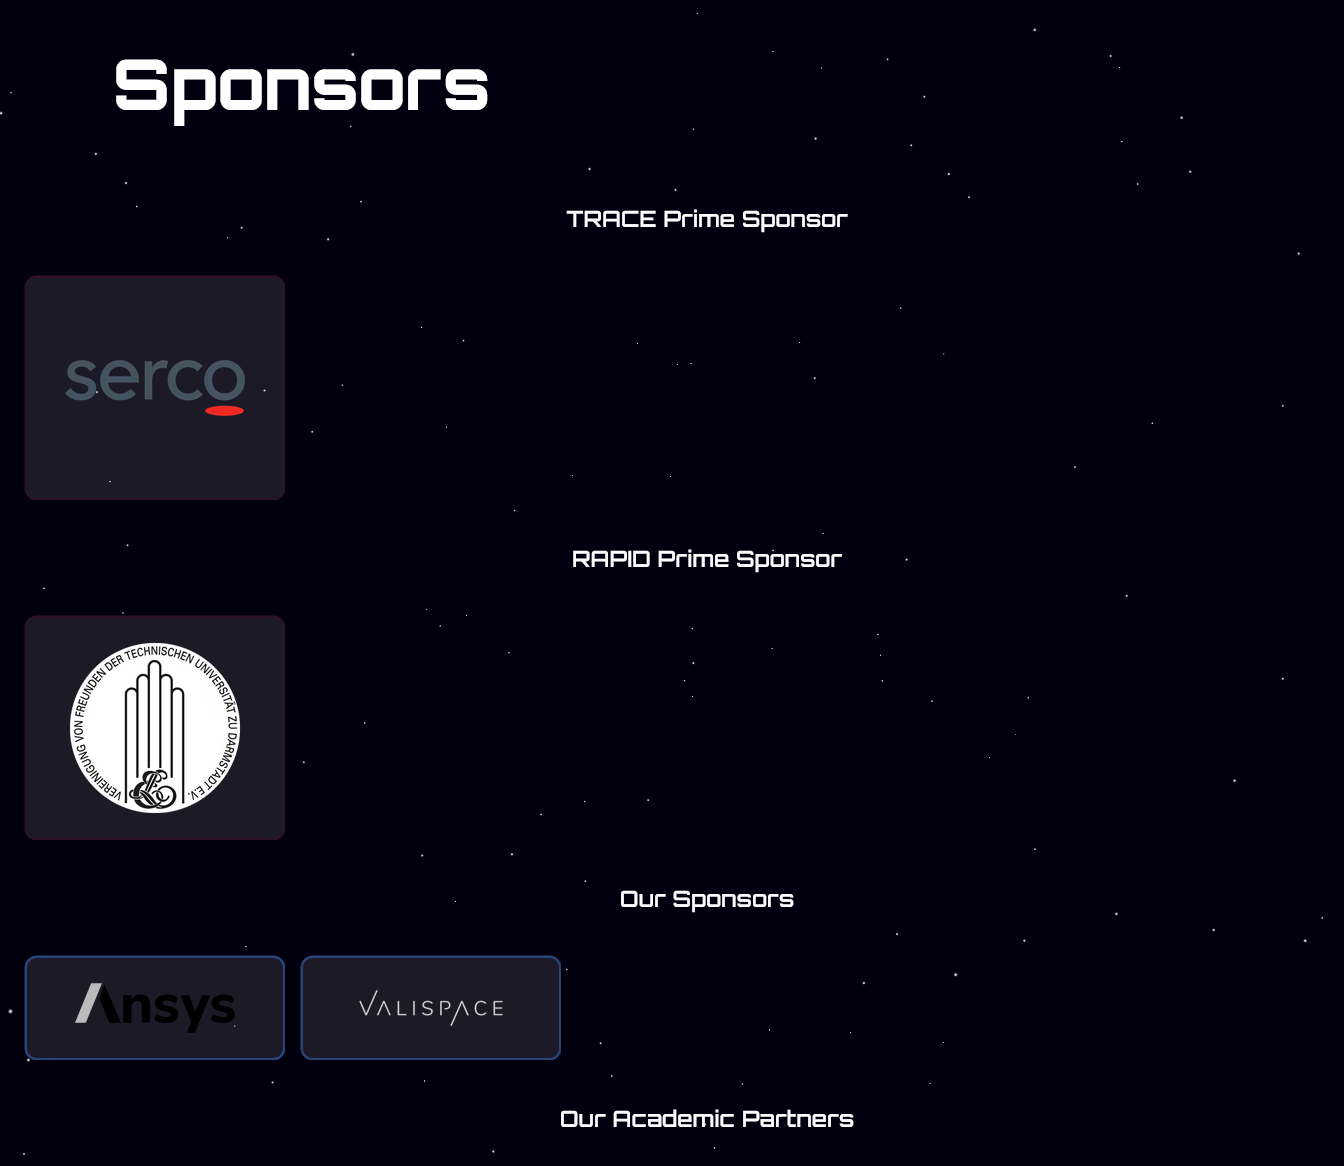 Sponsors
TRACE Prime Sponsor
serco
RAPID Prime Sponsor
VEREINIGUNG VON FREUNDEN DER TECHNISCHEN UNIVERSITÄT ZU DARMSTADT E.V.
Our Sponsors
Ansys
VALISPACE
Our Academic Partners